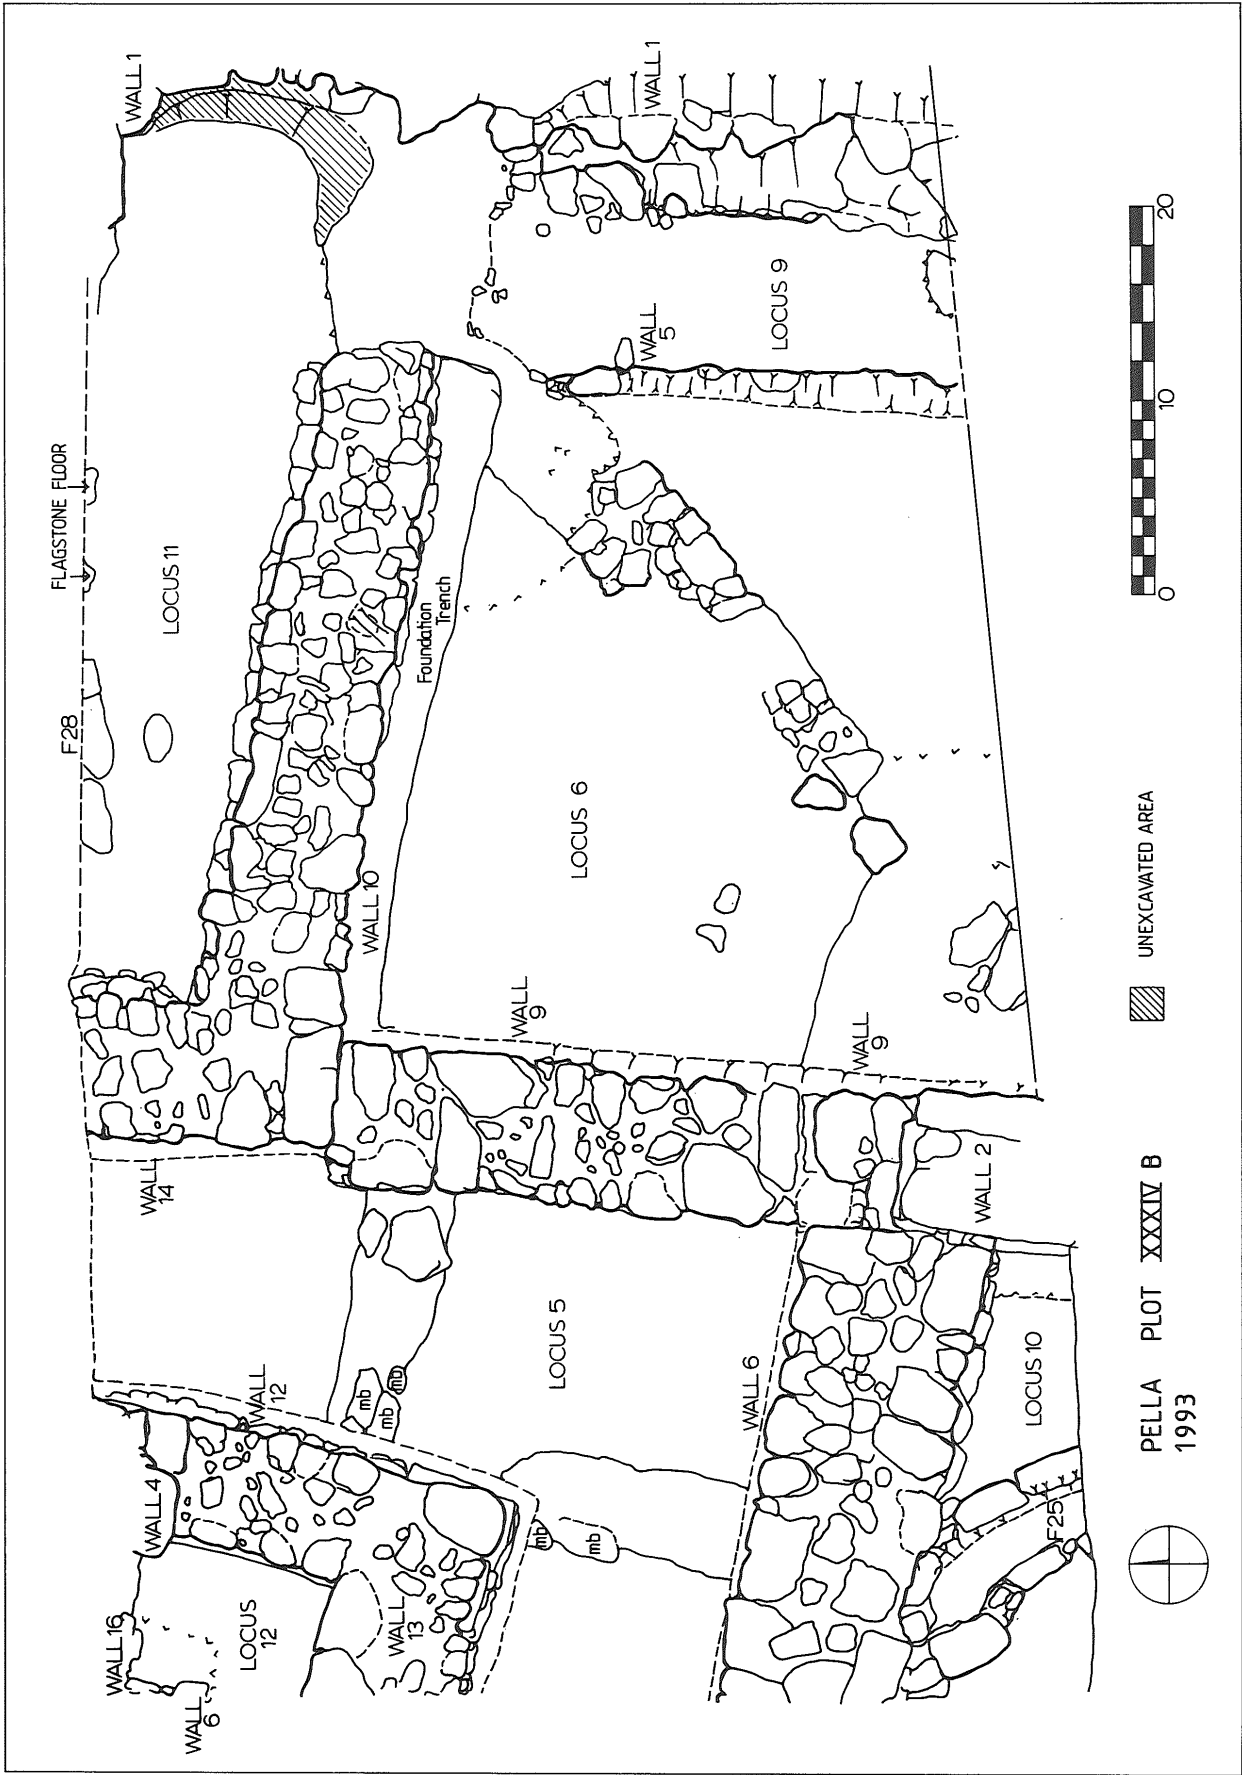 WALL 1
WALL 1
FLAGSTONE FLOOR
LOCUS 11
F28
LOCUS 9
WALL
5
Foundation
Trench
WALL 10
LOCUS 6
WALL
9
WALL
9
WALL
14
WALL 2
LOCUS 5
WALL
12
mb
mb
mb
WALL 6
LOCUS 10
WALL 4
mb
mb
F25
WALL 16
LOCUS
12
WALL
13
WALL
6
0
10
20
UNEXCAVATED AREA
PELLA PLOT XXXIV B
1993